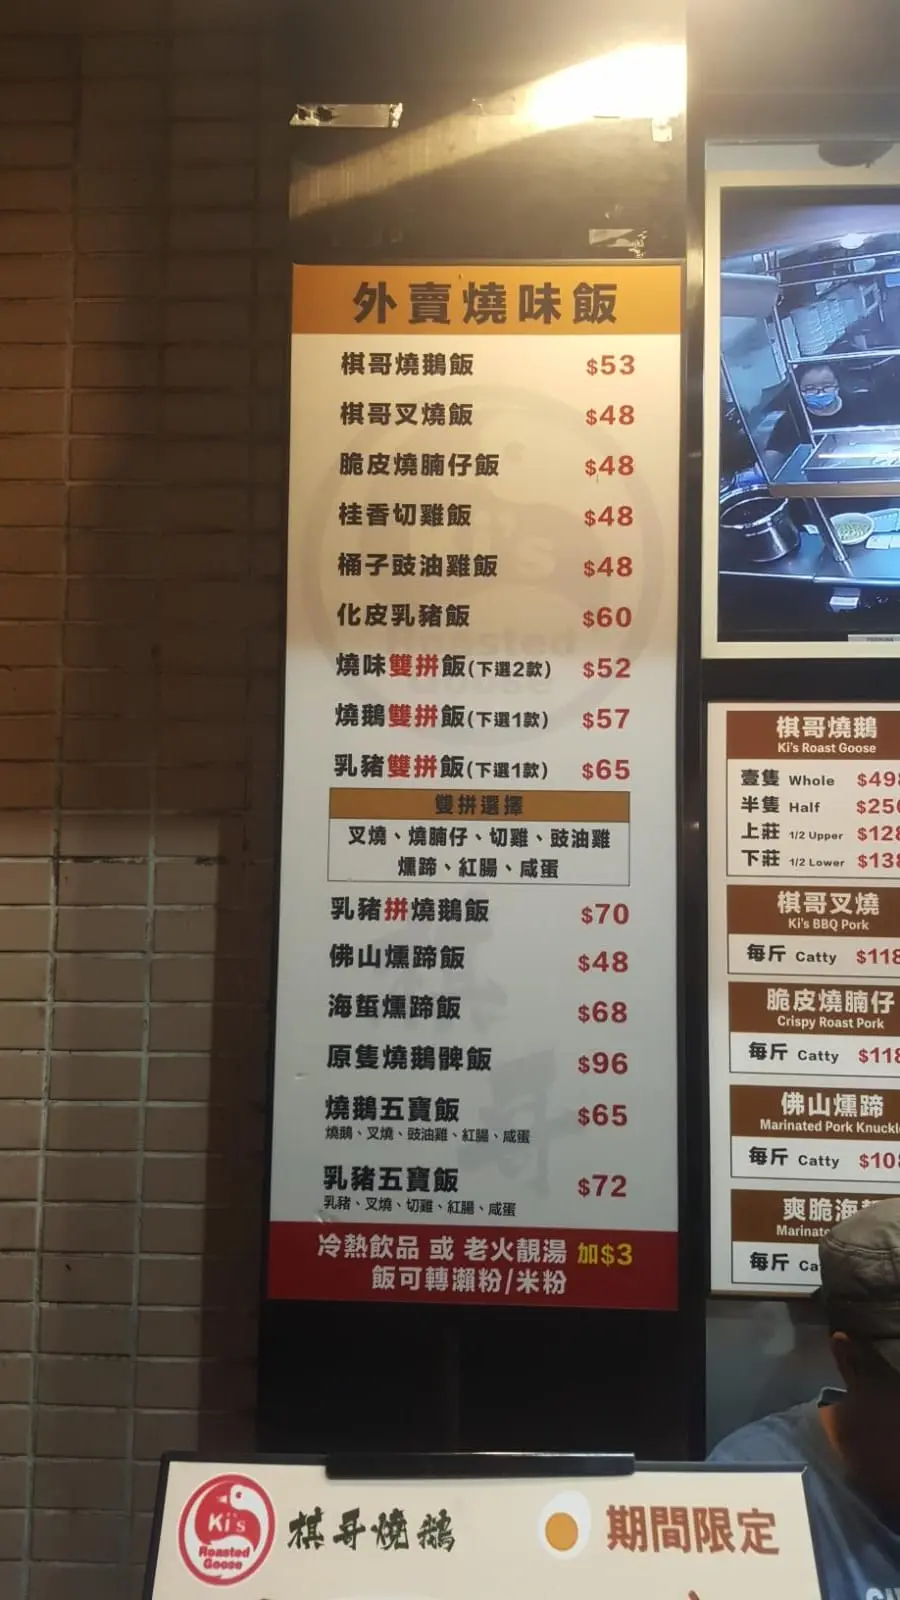 外賣燒味飯
棋哥燒鵝飯 $53
棋哥叉燒飯 $48
脆皮燒腩仔飯 $48
桂香切雞飯 $48
桶子豉油雞飯 $48
化皮乳豬飯 $60
燒味雙拼飯(下選2款) $52
燒鵝雙拼飯(下選1款) $57
乳豬雙拼飯(下選1款) $65
雙拼選擇
叉燒、燒腩仔、切雞、豉油雞
燻蹄、紅腸、咸蛋
乳豬拼燒鵝飯 $70
佛山燻蹄飯 $48
海蜇燻蹄飯 $68
原隻燒鵝髀飯 $96
燒鵝五寶飯 $65
燒鵝、叉燒、豉油雞、紅腸、咸蛋
乳豬五寶飯 $72
乳豬、叉燒、切雞、紅腸、咸蛋
冷熱飲品 或 老火靚湯 加$3
飯可轉瀨粉/米粉
棋哥燒鵝
Ki's Roast Goose
壹隻 Whole
半隻 Half
上莊 1/2 Upper
下莊 1/2 Lower
棋哥叉燒
Ki's BBQ Pork
每斤 Catty $118
脆皮燒腩仔
Crispy Roast Pork
每斤 Catty $118
佛山燻蹄
Marinated Pork Knuckl
每斤 Catty
爽脆海
Marinate
每斤 Ca
Ki's
Roasted
Goose
棋哥燒鵝
期間限定